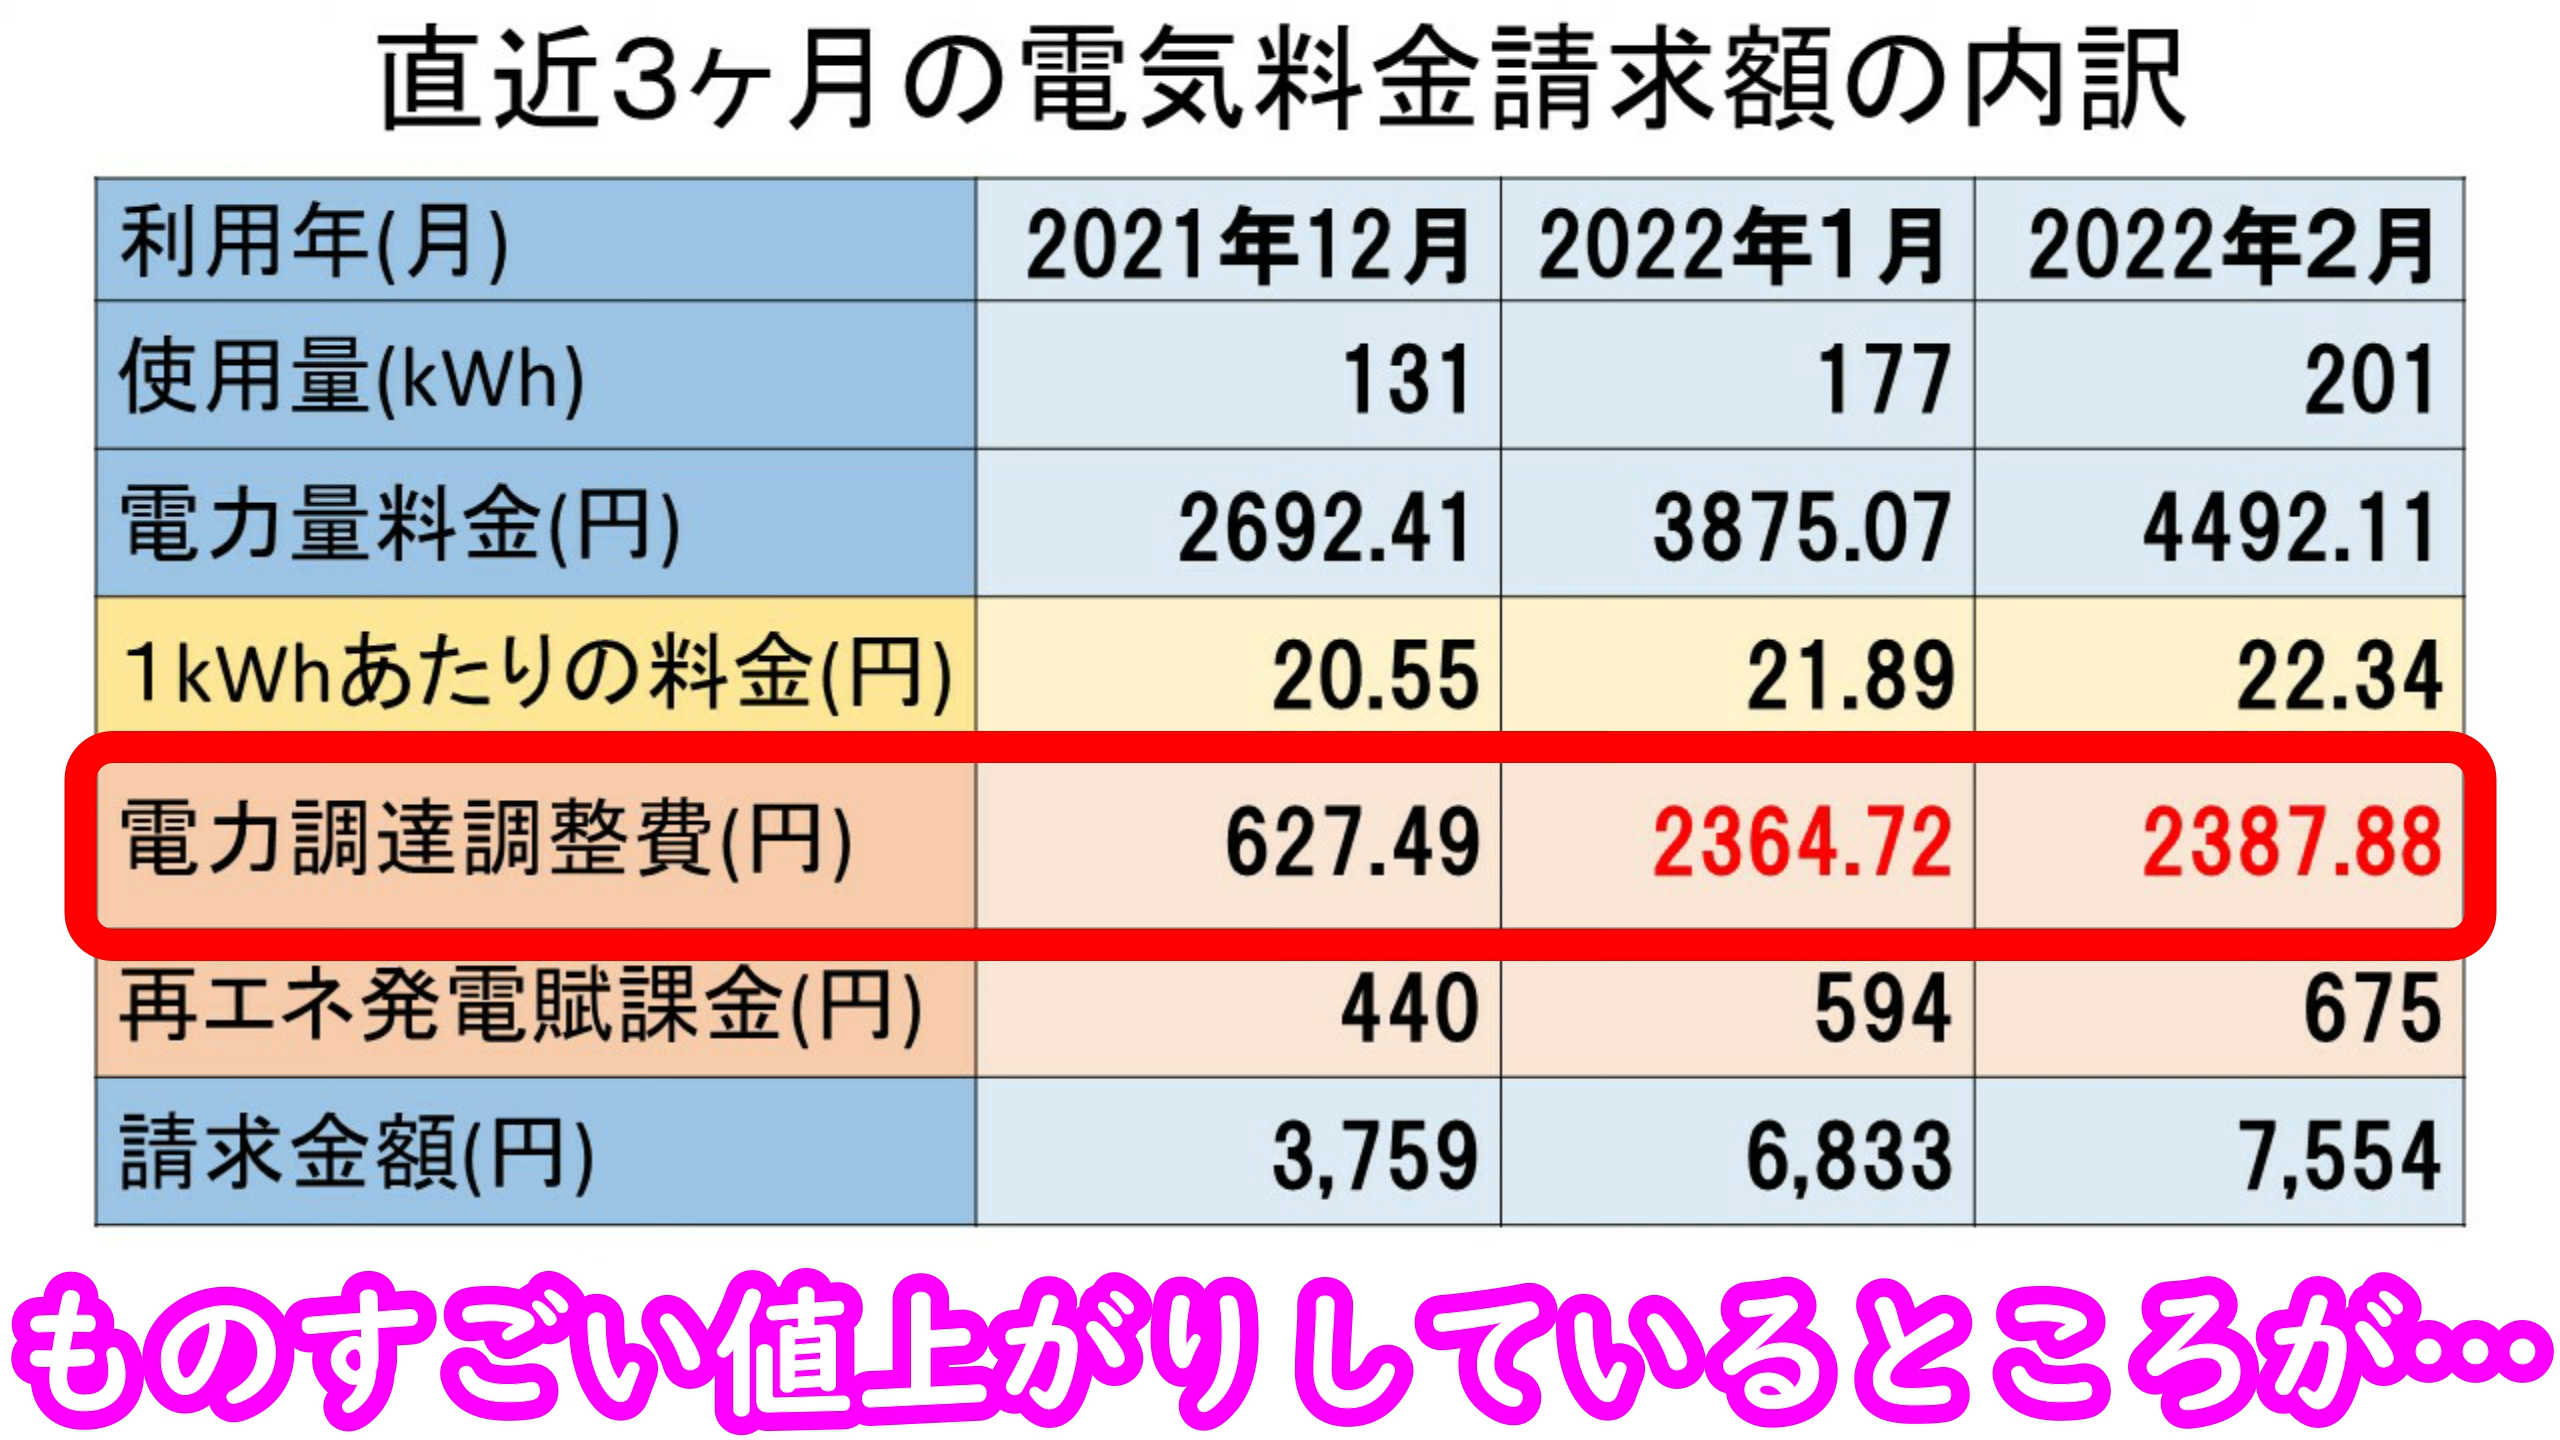 直近3ヶ月の電気料金請求額の内訳
利用年(月) 2021年12月 2022年1月 2022年2月
使用量(kWh) 131 177 201
電力量料金(円) 2692.41 3875.07 4492.11
1kWhあたりの料金(円) 20.55 21.89 22.34
電力調達調整費(円) 627.49 2364.72 2387.88
再エネ発電賦課金(円) 440 594 675
請求金額(円) 3,759 6,833 7,554
ものすごい値上がりしているところが…